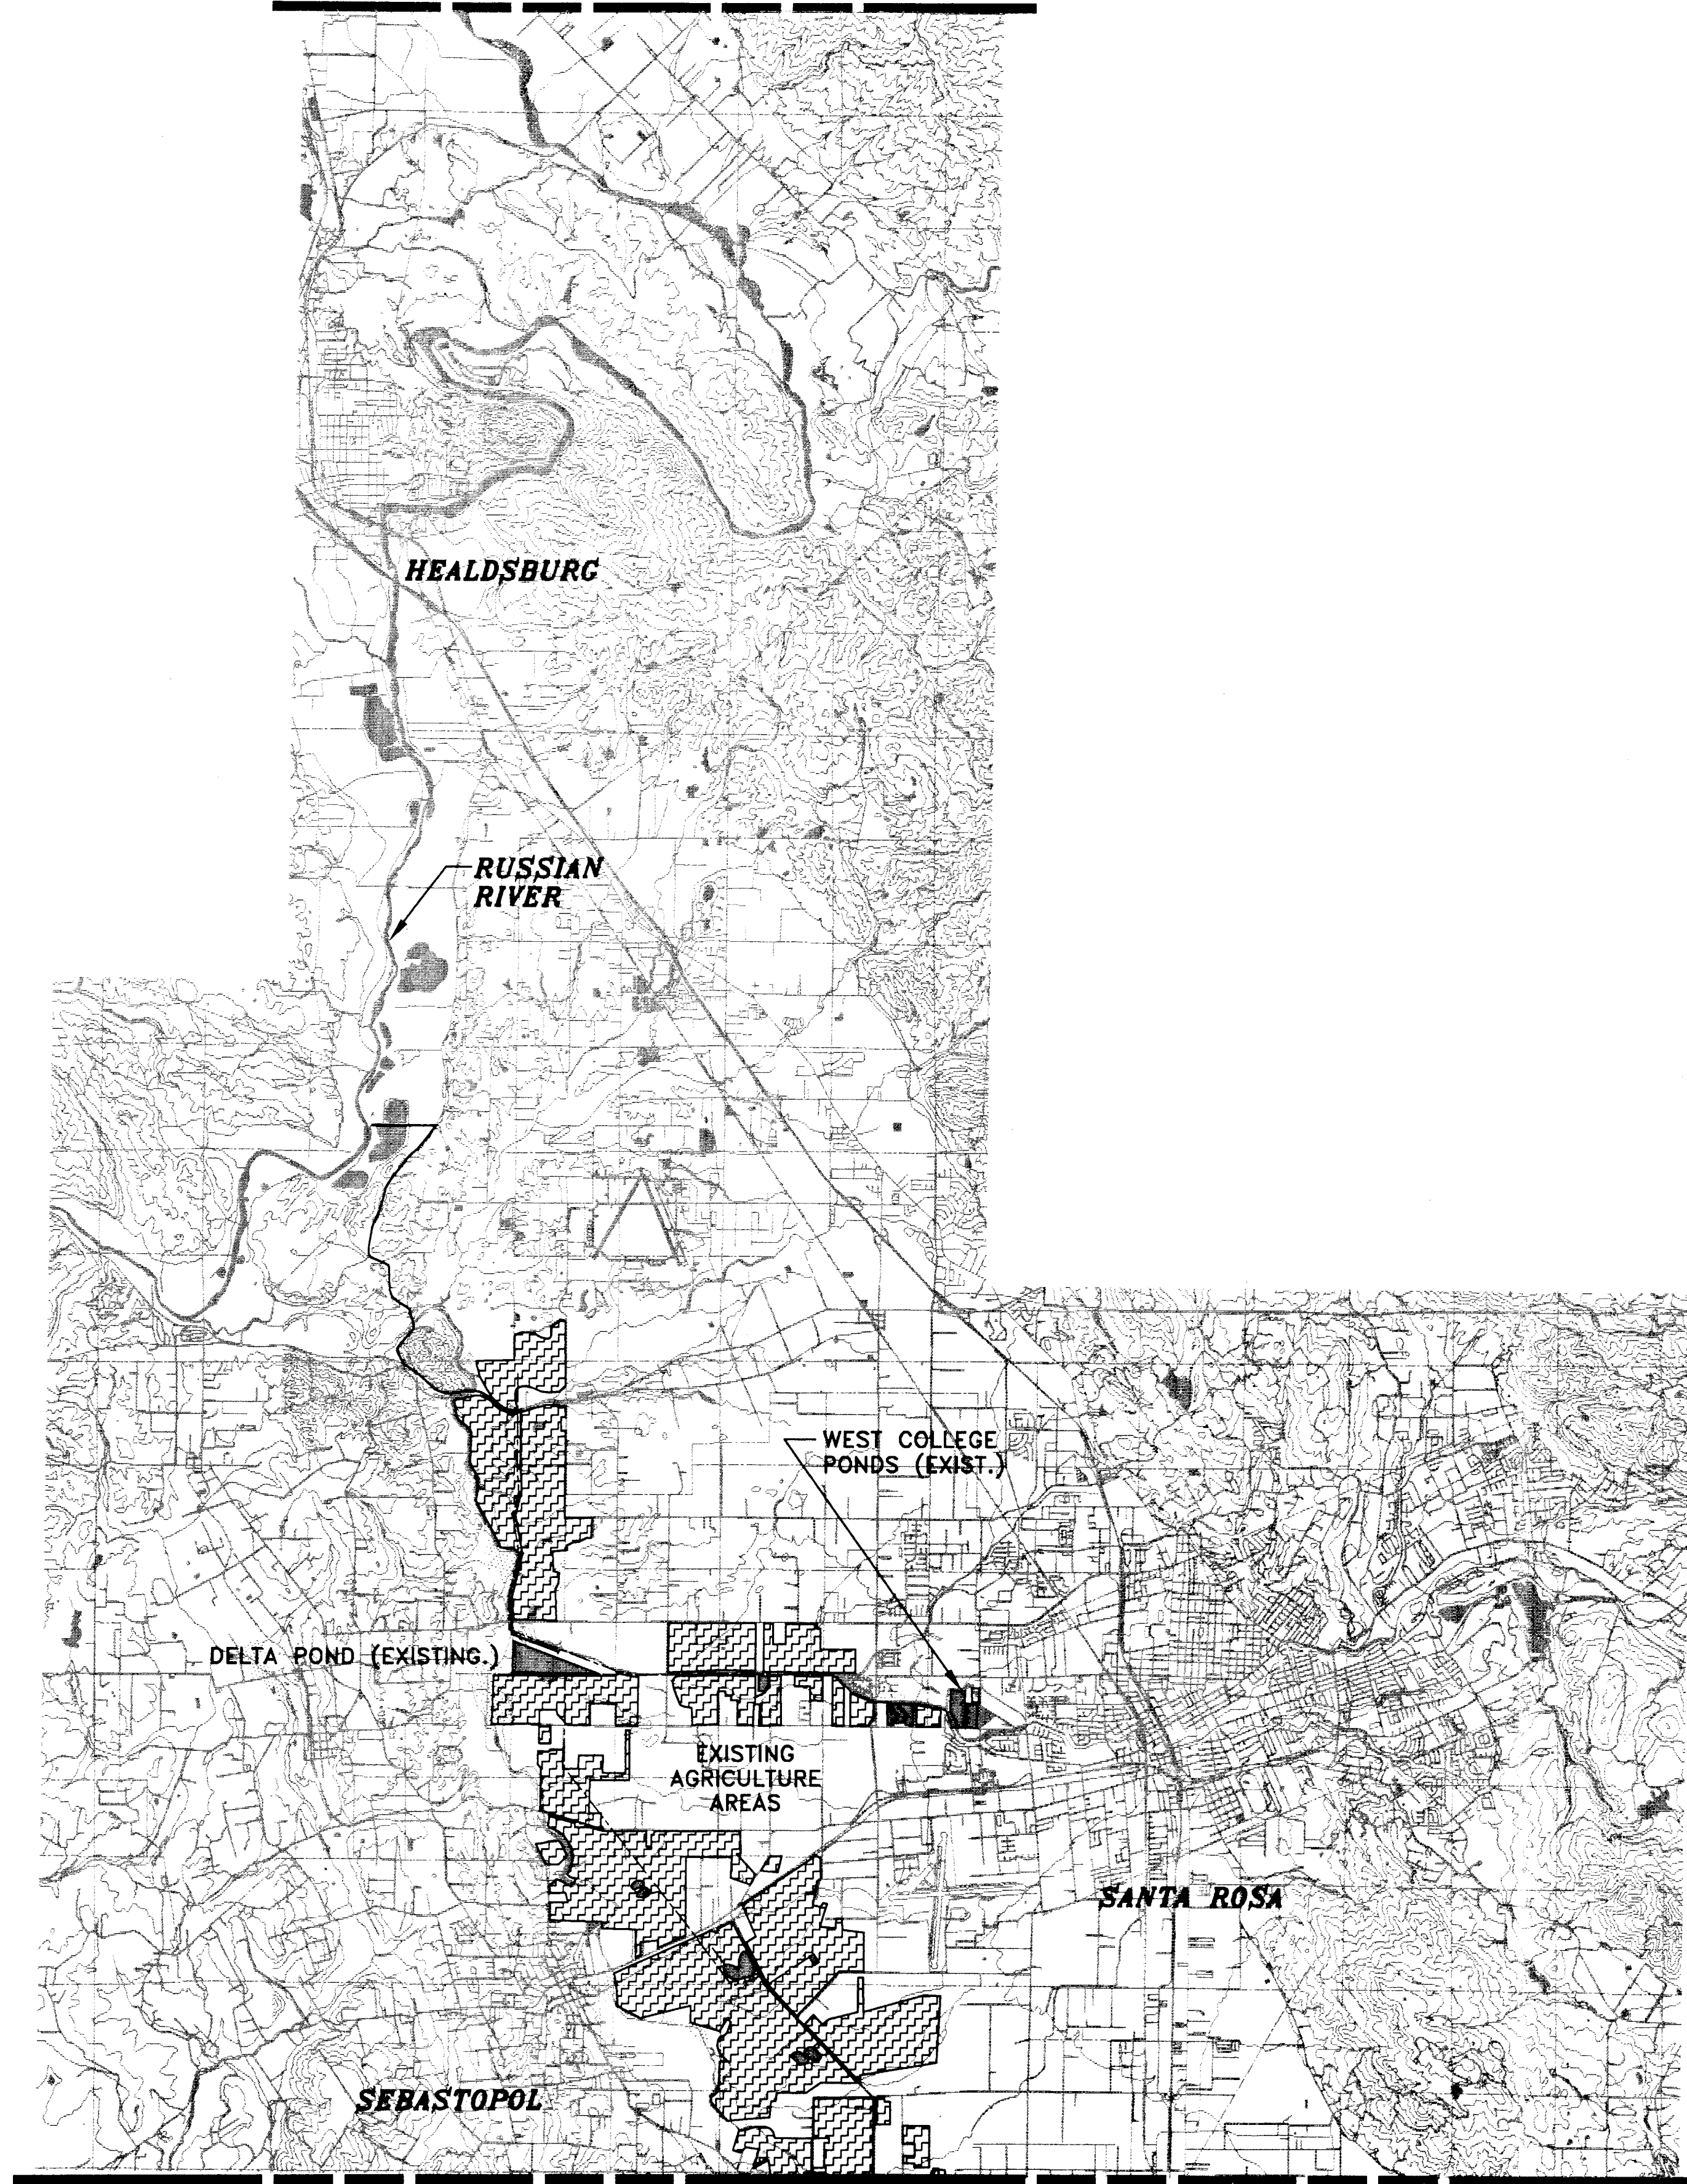 HEALDSBURG
RUSSIAN
RIVER
WEST COLLEGE
PONDS (EXIST.)
DELTA POND (EXISTING.)
EXISTING
AGRICULTURE
AREAS
SANTA ROSA
SEBASTOPOL